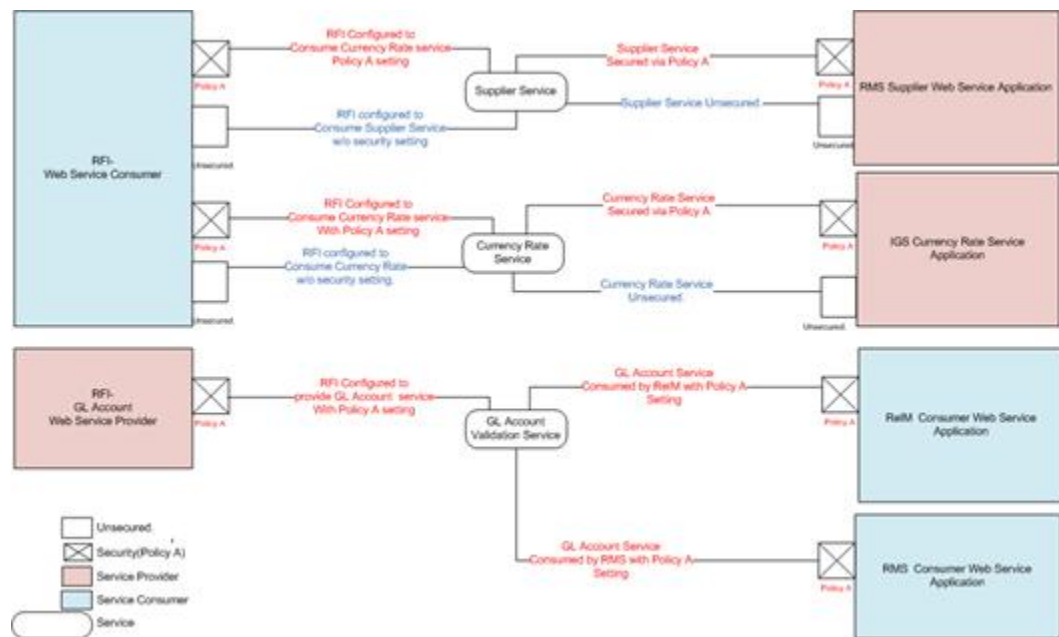 RFI Configured to
Consume Currency Rate service
Policy A setting
Policy A
Supplier Service
Supplier Service
Secured via Policy A
Policy A
RMS Supplier Web Service Application
RFI configured to
Consume Supplier Service
w/o security setting
Unsecured.
Supplier Service Unsecured
Unsecured
RFI-
Web Service Consumer
RFI Configured to
Consume Currency Rate service
With Policy A setting
Policy A
Currency Rate
Service
Currency Rate Service
Secured via Policy A
Policy A
IGS Currency Rate Service
Application
RFI configured to
Consume Currency Rate
w/o security setting.
Unsecured.
Currency Rate Service
Unsecured.
Unsecured.
RFI-
GL Account
Web Service Provider
Policy A
RFI Configured to
provide GL Account service
With Policy A setting
GL Account
Validation Service
GL Account Service
Consumed by ReIM with Policy A
Setting
Policy A
ReIM Consumer Web Service
Application
GL Account Service
Consumed by RMS with Policy A
Setting
Policy A
RMS Consumer Web Service
Application
Unsecured.
Security(Policy A)
Service Provider
Service Consumer
Service